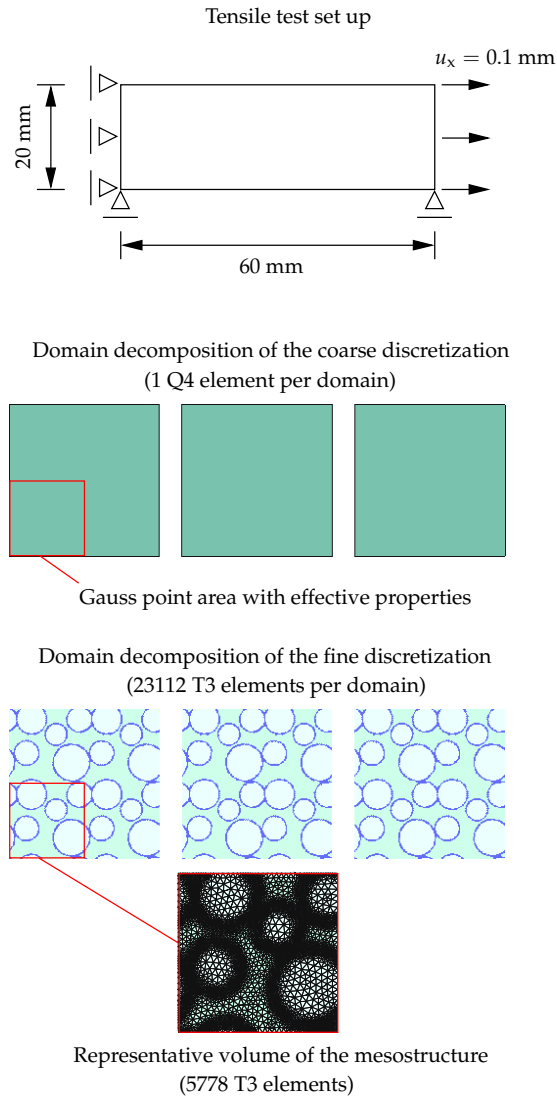 Tensile test set up
u_x = 0.1 mm
20 mm
60 mm
Domain decomposition of the coarse discretization
(1 Q4 element per domain)
Gauss point area with effective properties
Domain decomposition of the fine discretization
(23112 T3 elements per domain)
Representative volume of the mesostructure
(5778 T3 elements)